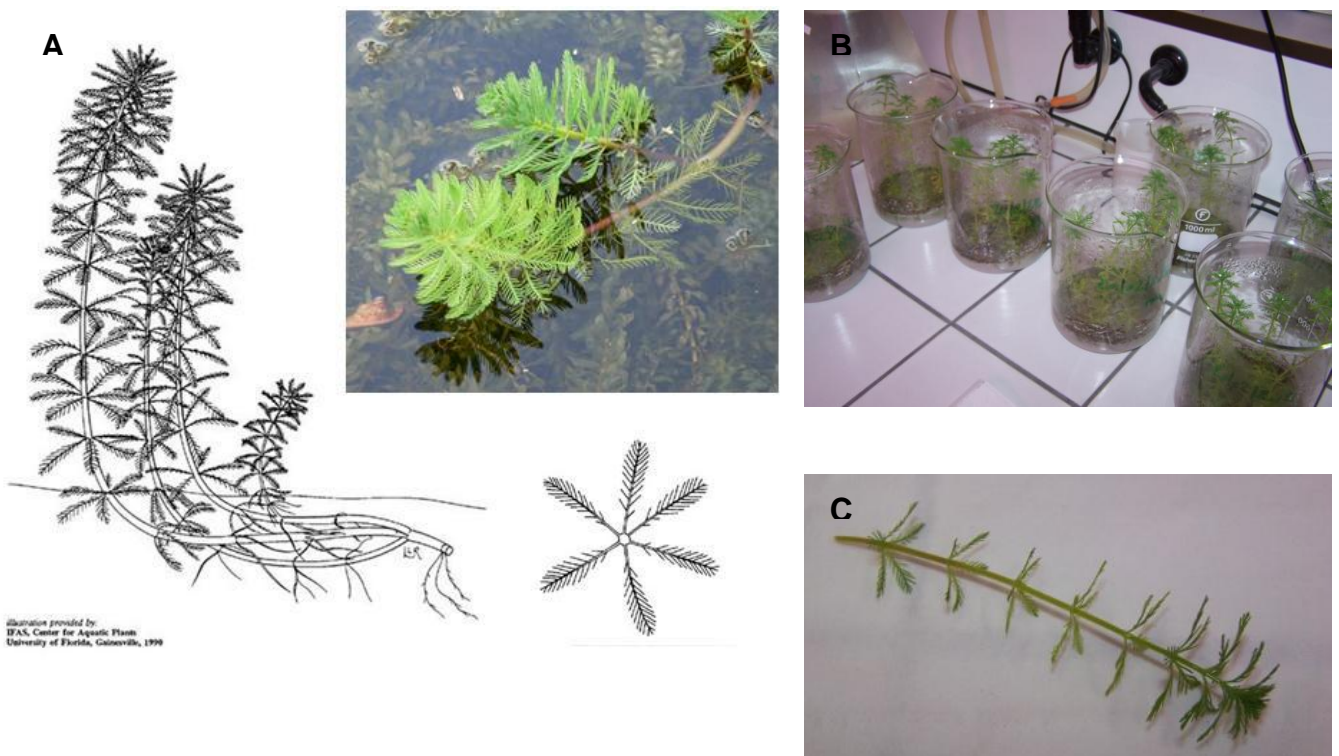 A
B
C
1000 ml
illustration provided by:
IFAS, Center for Aquatic Plants
University of Florida, Gainesville, 1990